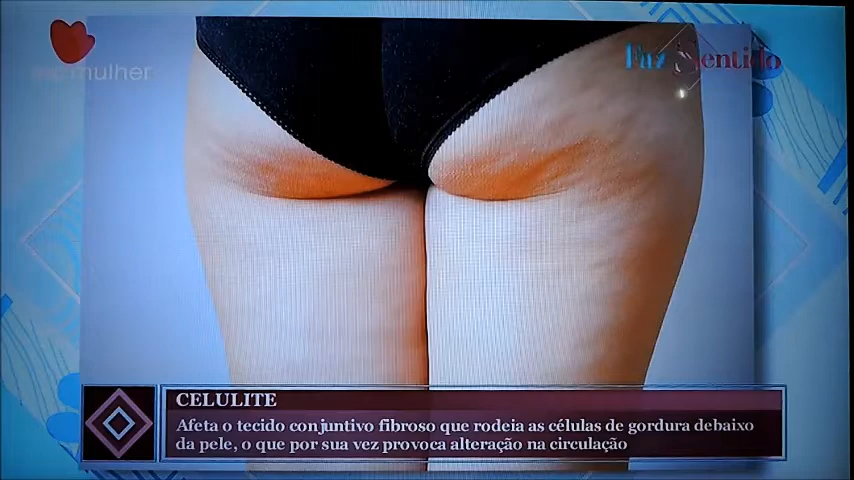 mulher
Faz Sentido
CELULITE
Afeta o tecido conjuntivo fibroso que rodeia as células de gordura debaixo
da pele, o que por sua vez provoca alteração na circulação